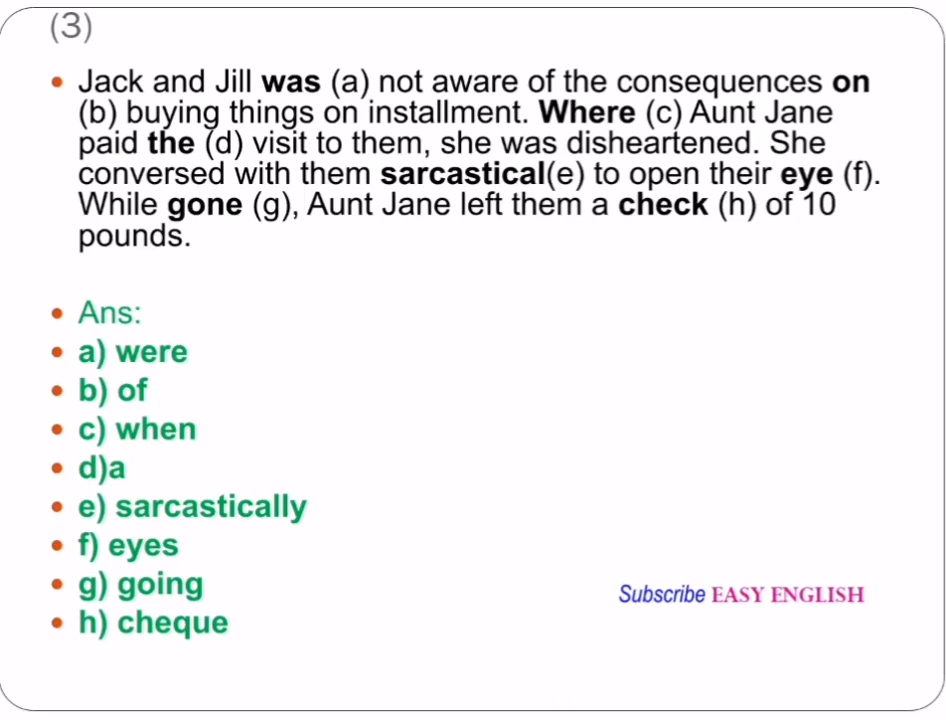 (3)
• Jack and Jill was (a) not aware of the consequences on
(b) buying things on installment. Where (c) Aunt Jane
paid the (d) visit to them, she was disheartened. She
conversed with them sarcastical(e) to open their eye (f).
While gone (g), Aunt Jane left them a check (h) of 10
pounds.
• Ans:
• a) were
• b) of
• c) when
• d)a
• e) sarcastically
• f) eyes
• g) going
• h) cheque
Subscribe EASY ENGLISH